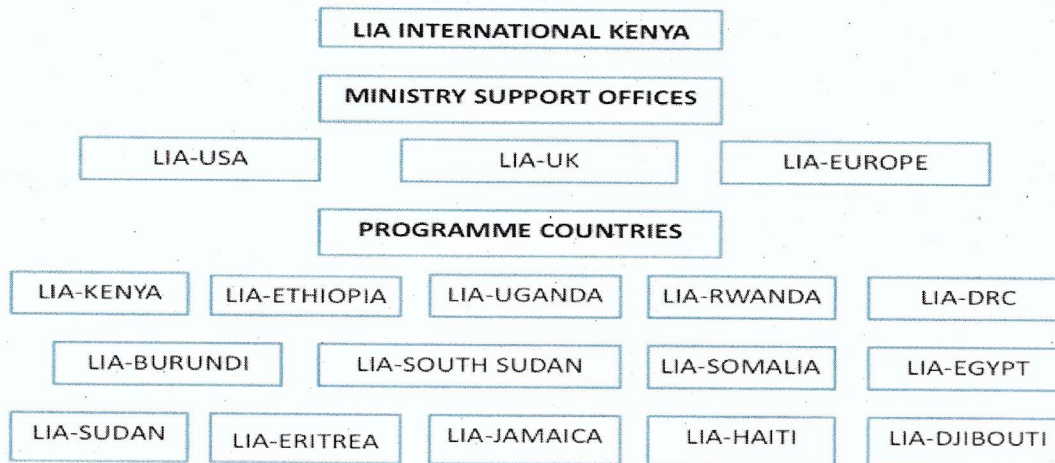 LIA INTERNATIONAL KENYA
MINISTRY SUPPORT OFFICES
LIA-USA LIA-UK LIA-EUROPE
PROGRAMME COUNTRIES
LIA-KENYA LIA-ETHIOPIA LIA-UGANDA LIA-RWANDA LIA-DRC
LIA-BURUNDI LIA-SOUTH SUDAN LIA-SOMALIA LIA-EGYPT
LIA-SUDAN LIA-ERITREA LIA-JAMAICA LIA-HAITI LIA-DJIBOUTI